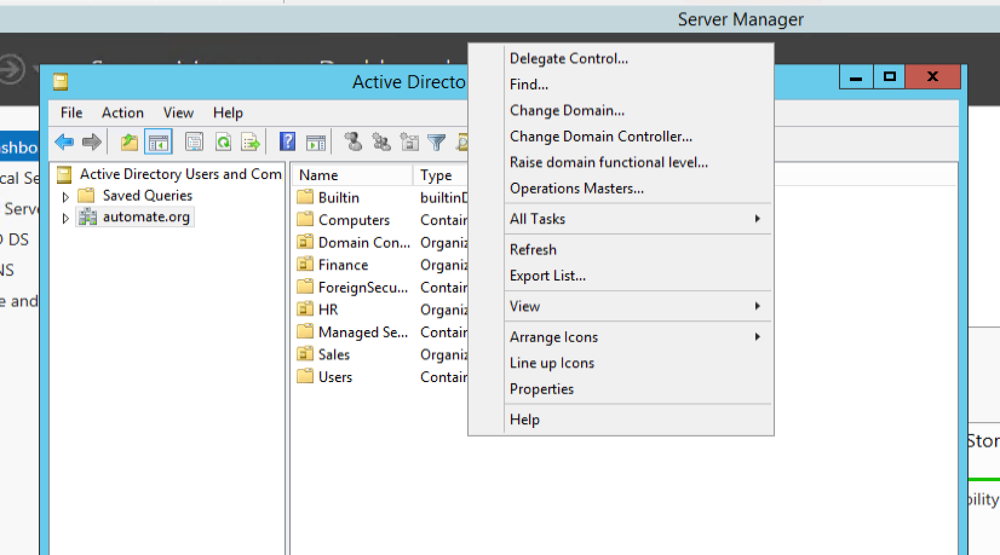 Server Manager
Active Directo
File Action View Help
Active Directory Users and Com
Saved Queries
automate.org
Name Type
Builtin builtinD
Computers Contair
Domain Con... Organiz
Finance Organiz
ForeignSecu... Contair
HR Organiz
Managed Se... Contair
Sales Organiz
Users Contair
Delegate Control...
Find...
Change Domain...
Change Domain Controller...
Raise domain functional level...
Operations Masters...
All Tasks
Refresh
Export List...
View
Arrange Icons
Line up Icons
Properties
Help
shbo
cal Se
Serve
DS
NS
e and
Stor
bility